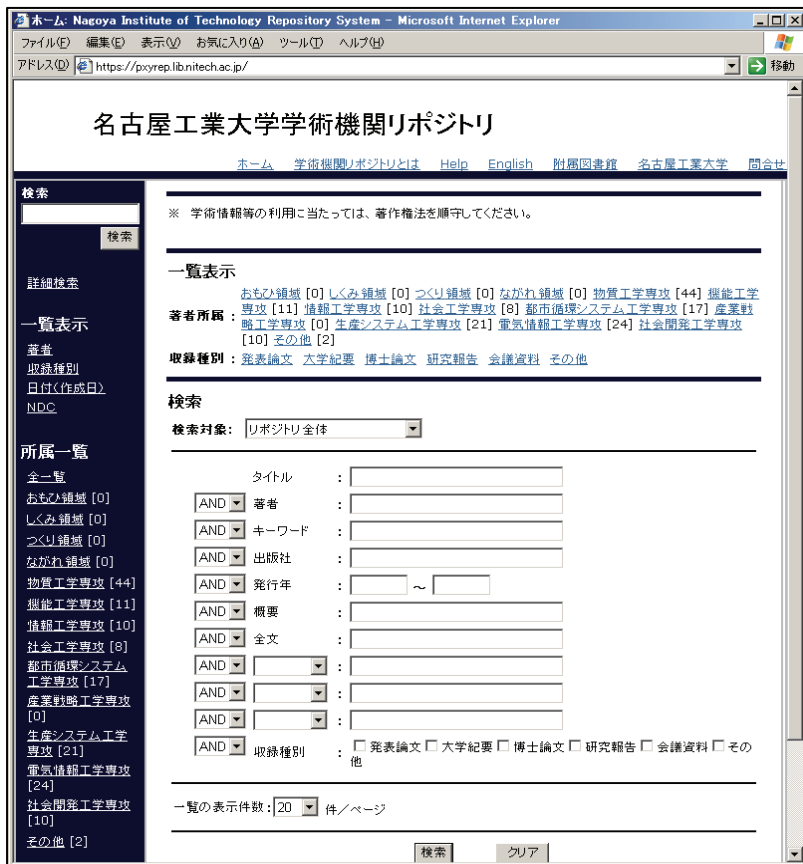 ホーム: Nagoya Institute of Technology Repository System - Microsoft Internet Explorer
ファイル(F) 編集(E) 表示(V) お気に入り(A) ツール(T) ヘルプ(H)
アドレス(D) https://pxyrep.lib.nitech.ac.jp/ 移動
名古屋工業大学学術機関リポジトリ
ホーム 学術機関リポジトリとは Help English 附属図書館 名古屋工業大学 問合せ
検索
検索
詳細検索
一覧表示
著者
収録種別
日付(作成日)
NDC
所属一覧
全一覧
おもひ領域 [0]
しくみ領域 [0]
つくり領域 [0]
ながれ領域 [0]
物質工学専攻 [44]
機能工学専攻 [11]
情報工学専攻 [10]
社会工学専攻 [8]
都市循環システム
工学専攻 [17]
産業戦略工学専攻
[0]
生産システム工学
専攻 [21]
電気情報工学専攻
[24]
社会開発工学専攻
[10]
その他 [2]
※ 学術情報等の利用に当たっては、著作権法を順守してください。
一覧表示
おもひ領域 [0] しくみ領域 [0] つくり領域 [0] ながれ領域 [0] 物質工学専攻 [44] 機能工学
著者所属 : 専攻 [11] 情報工学専攻 [10] 社会工学専攻 [8] 都市循環システム工学専攻 [17] 産業戦
略工学専攻 [0] 生産システム工学専攻 [21] 電気情報工学専攻 [24] 社会開発工学専攻
[10] その他 [2]
収録種別 : 発表論文 大学紀要 博士論文 研究報告 会議資料 その他
検索
検索対象: リポジトリ全体
タイトル :
AND 著者 :
AND キーワード :
AND 出版社 :
AND 発行年 : ～
AND 概要 :
AND 全文 :
AND :
AND :
AND :
AND 収録種別 : 発表論文 大学紀要 博士論文 研究報告 会議資料 その
他
一覧の表示件数: 20 件/ページ
検索 クリア